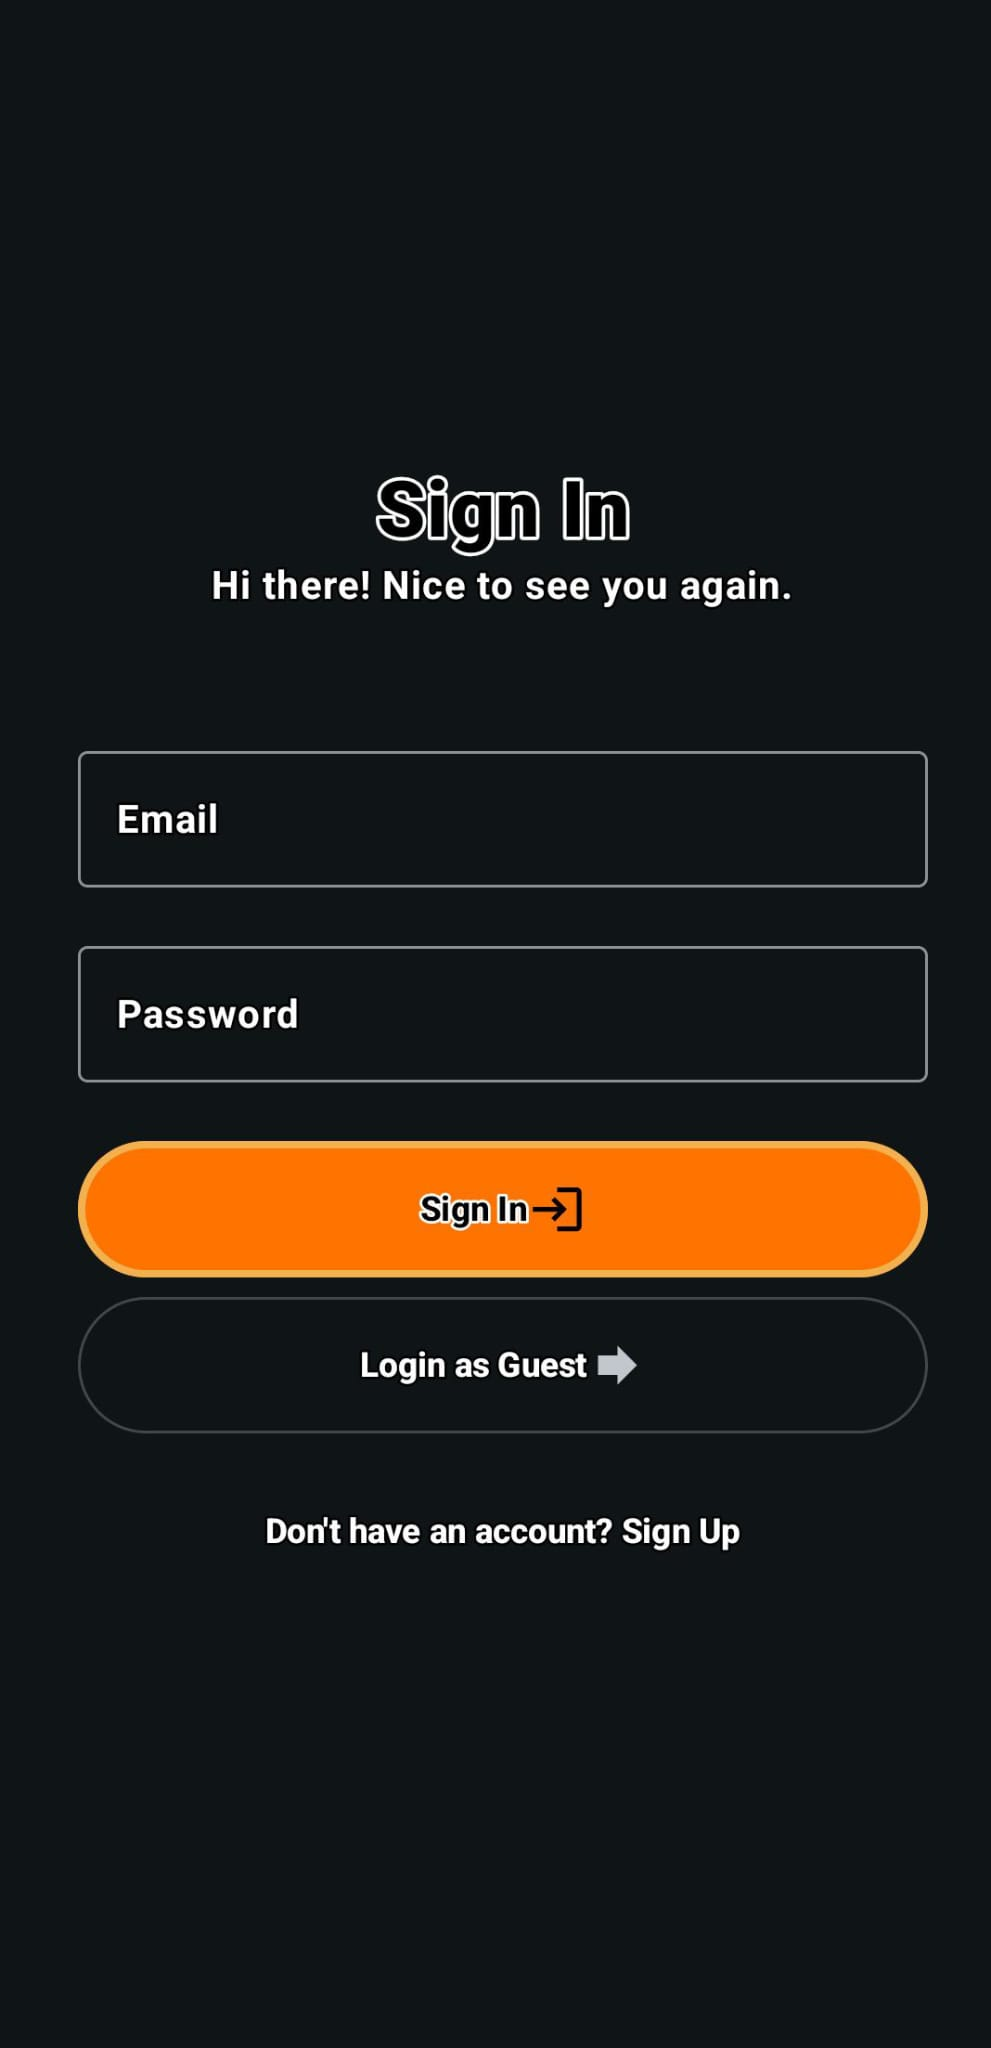 Sign In
Hi there! Nice to see you again.
Email
Password
Sign In
Login as Guest
Don't have an account? Sign Up